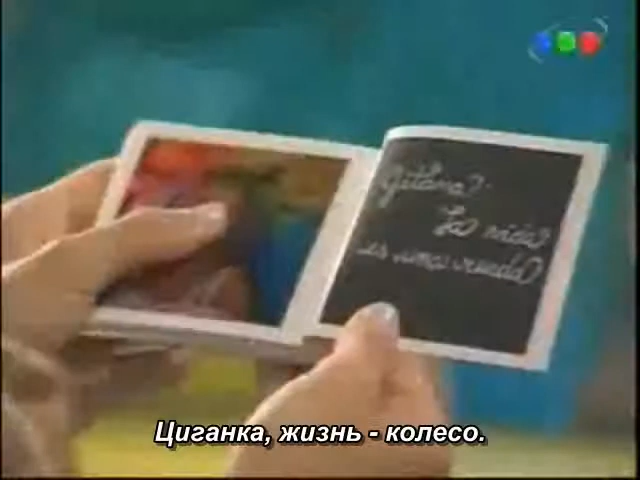 Gitana:
La vida
es una rueda
Циганка, жизнь - колесо.